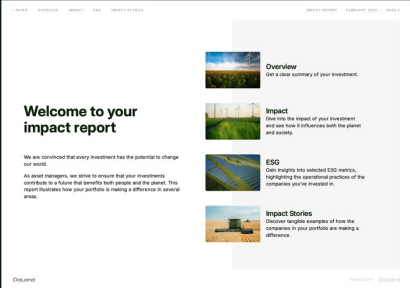 INTRO OVERVIEW IMPACT ESG IMPACT STORIES
IMPACT REPORT · FEBRUARY 2024 · PAGE 2
Welcome to your
impact report
We are convinced that every investment has the potential to change
our world.
As asset managers, we strive to ensure that your investments
contribute to a future that benefits both people and the planet. This
report illustrates how your portfolio is making a difference in several
areas.
Overview
Get a clear summary of your investment.
Impact
Dive into the impact of your investment
and see how it influences both the planet
and society.
ESG
Gain insights into selected ESG metrics,
highlighting the operational practices of the
companies you've invested in.
Impact Stories
Discover tangible examples of how the
companies in your portfolio are making a
difference.
POWERED BY